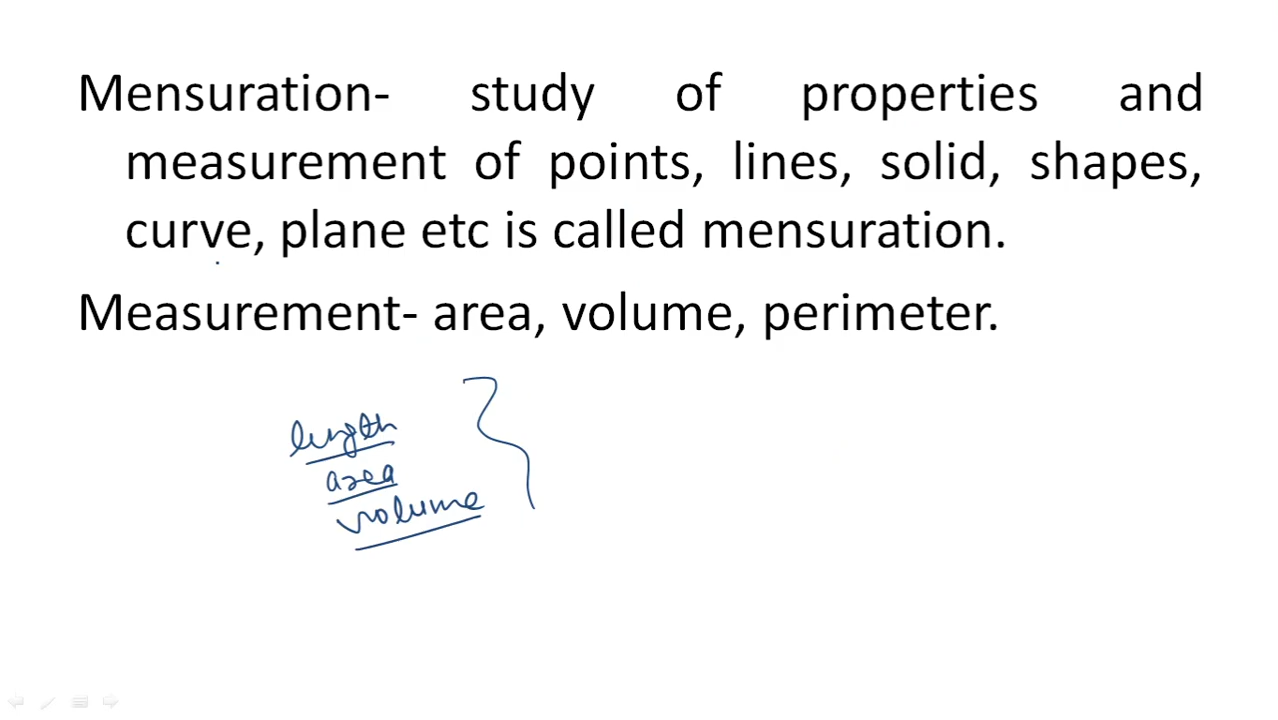 Mensuration- study of properties and
measurement of points, lines, solid, shapes,
curve, plane etc is called mensuration.
Measurement- area, volume, perimeter.
length
area
volume